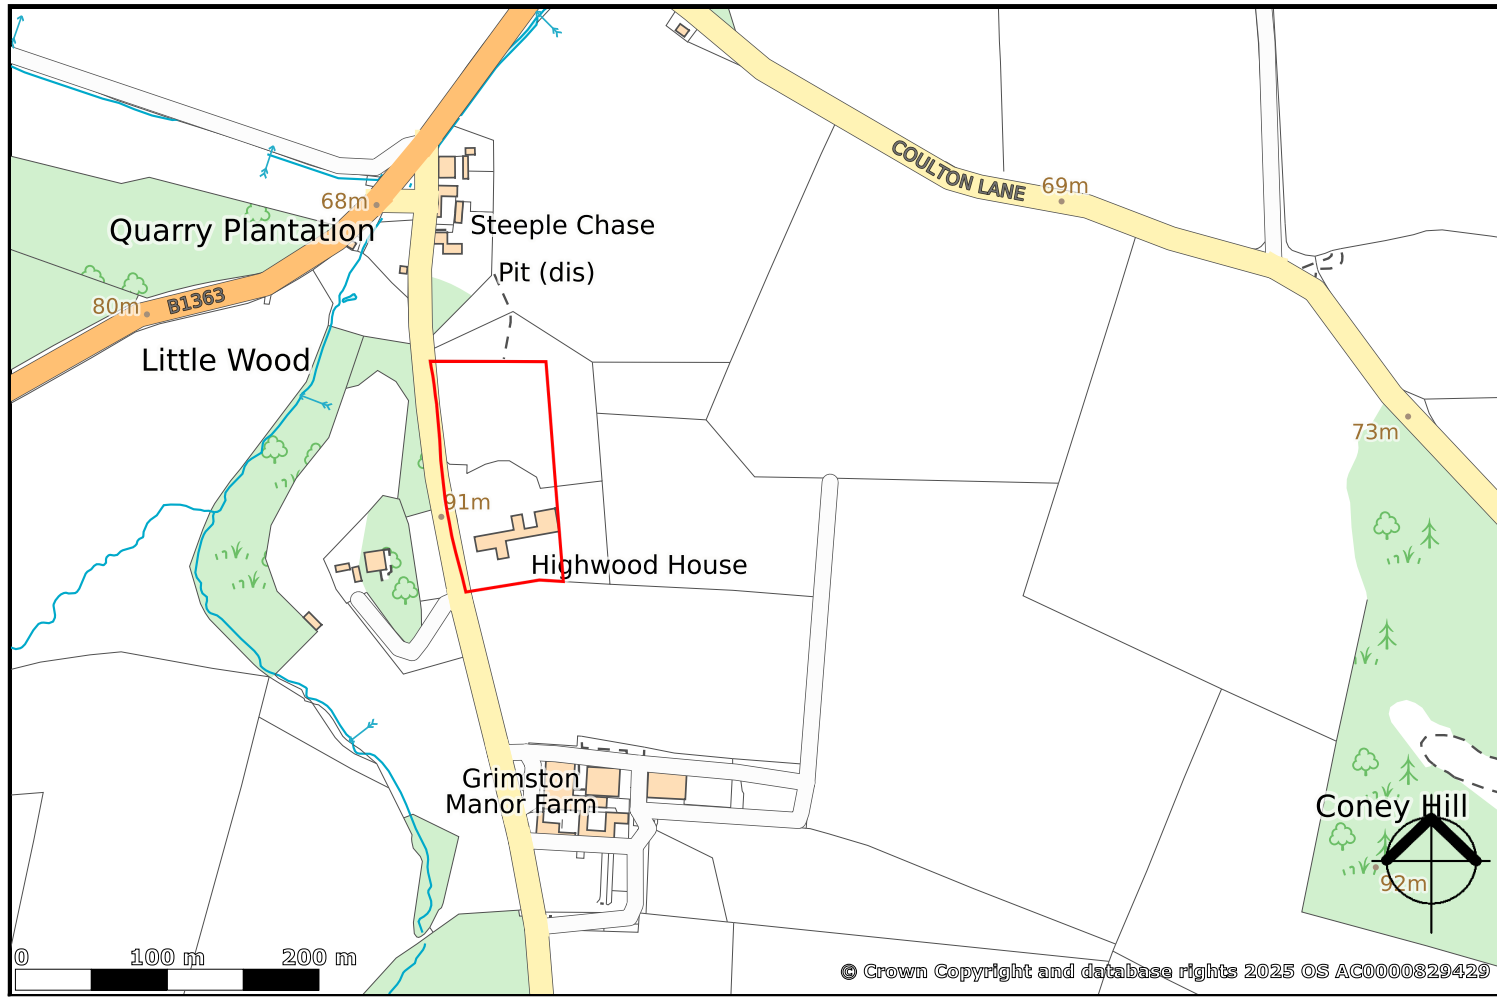 COULTON LANE
69m
68m
Quarry Plantation
Steeple Chase
Pit (dis)
80m
B1363
Little Wood
73m
91m
Highwood House
Grimston
Manor Farm
Coney Hill
92m
0 100 m 200 m
© Crown Copyright and database rights 2025 OS AC0000829429